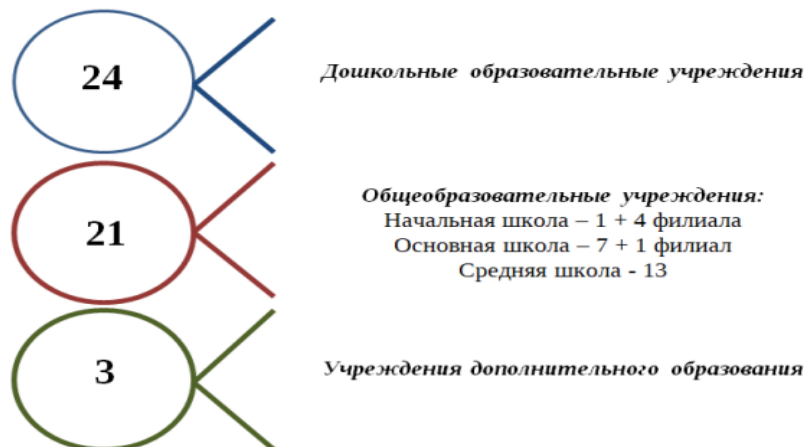 24
Дошкольные образовательные учреждения
21
Общеобразовательные учреждения:
Начальная школа – 1 + 4 филиала
Основная школа – 7 + 1 филиал
Средняя школа - 13
3
Учреждения дополнительного образования